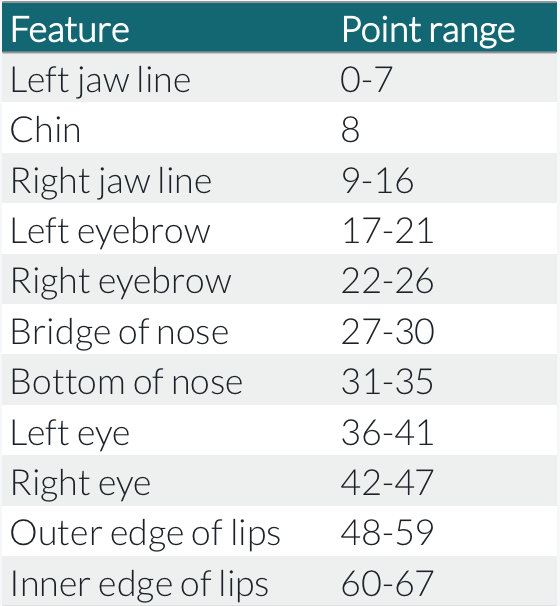 Feature Point range
Left jaw line 0-7
Chin 8
Right jaw line 9-16
Left eyebrow 17-21
Right eyebrow 22-26
Bridge of nose 27-30
Bottom of nose 31-35
Left eye 36-41
Right eye 42-47
Outer edge of lips 48-59
Inner edge of lips 60-67